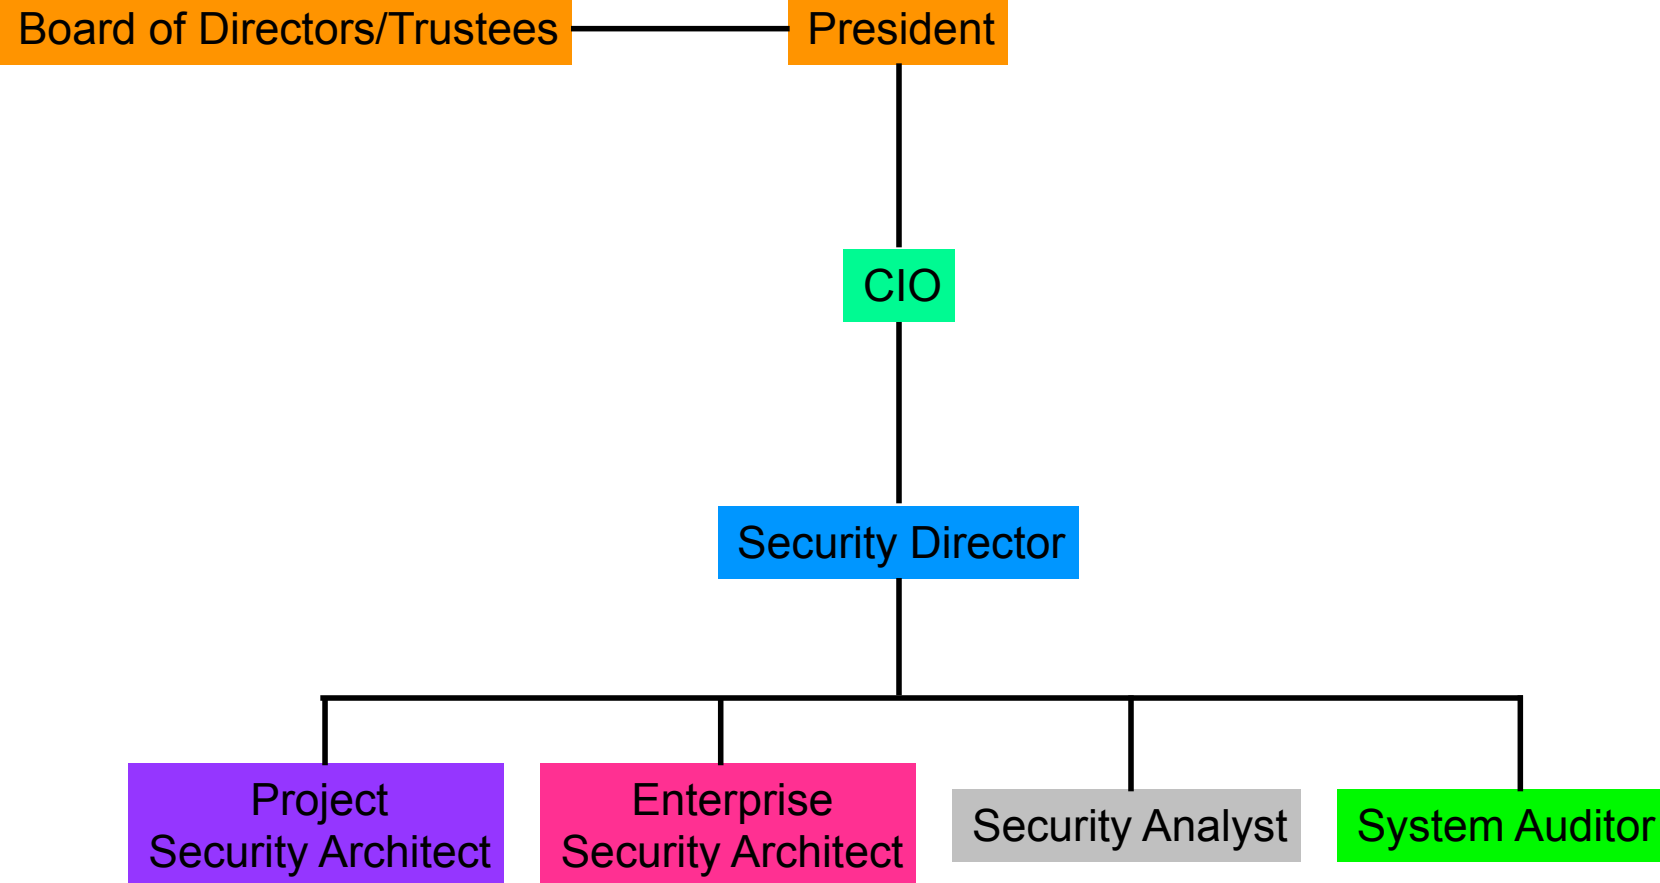 Board of Directors/Trustees
President
CIO
Security Director
Project
Security Architect
Enterprise
Security Architect
Security Analyst
System Auditor